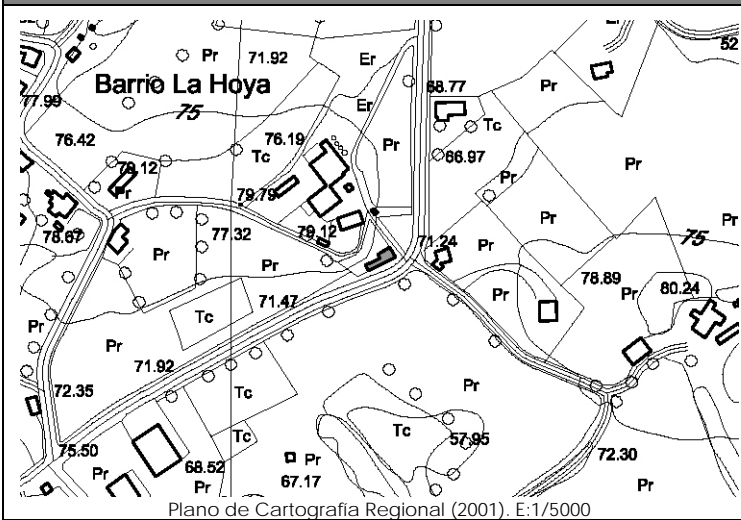 52
Pr 71.92 Er Er
68.77 Pr
Barrio La Hoya
77.99 75 Er
76.42 76.19 Pr Tc
Tc 66.97
79.12 Pr Pr
Pr
79.79 Pr Pr
78.67 77.32 79.12 71.24 75
Pr Pr Pr
78.89 80.24
71.47 Pr Pr
Pr Tc
Pr 71.92
72.35 Pr
Tc
Tc Tc 57.95
75.50 72.30
Pr 68.52 Pr
Pr 67.17 Pr
Plano de Cartografía Regional (2001). E:1/5000